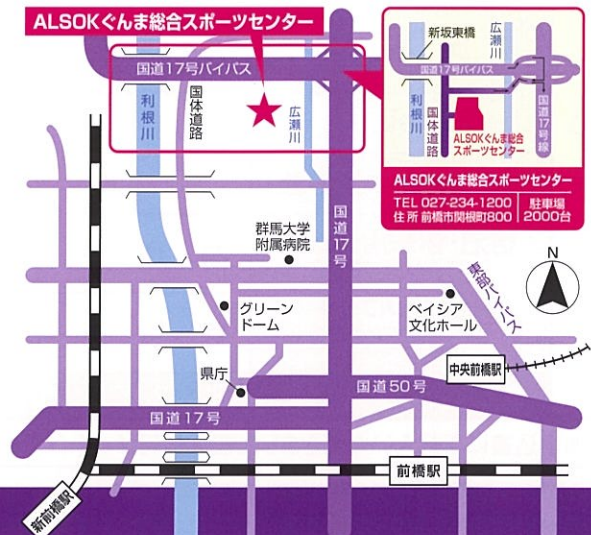 ALSOKぐんま総合スポーツセンター
国道17号バイパス
利根川
国体道路
広瀬川
国道17号
群馬大学
附属病院
グリーン
ドーム
ベイシア
文化ホール
東部バイパス
県庁
国道50号
中央前橋駅
国道17号
前橋駅
新前橋駅
N
新坂東橋
広瀬川
国道17号バイパス
利根川
国体道路
国道17号線
ALSOKぐんま総合
スポーツセンター
ALSOKぐんま総合スポーツセンター
TEL 027-234-1200
住所 前橋市関根町800
駐車場
2000台